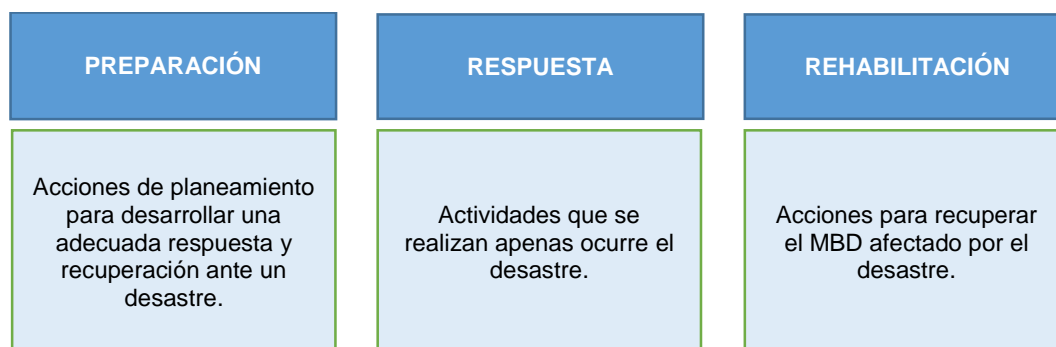 PREPARACIÓN
Acciones de planeamiento
para desarrollar una
adecuada respuesta y
recuperación ante un
desastre.
RESPUESTA
Actividades que se
realizan apenas ocurre el
desastre.
REHABILITACIÓN
Acciones para recuperar
el MBD afectado por el
desastre.